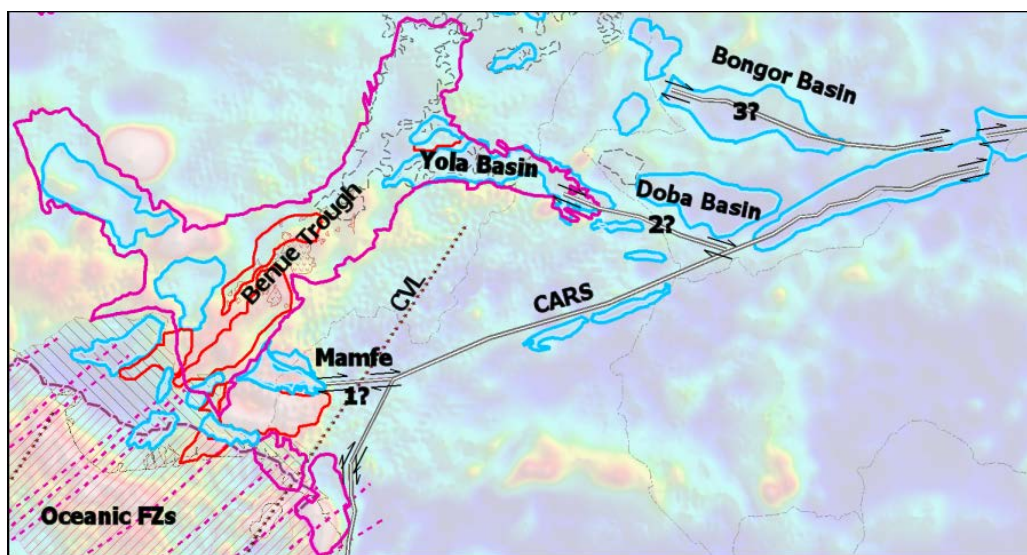 Bongor Basin
3?
Yola Basin
Doba Basin
2?
Benue Trough
CVL
CARS
Mamfe
1?
Oceanic FZs